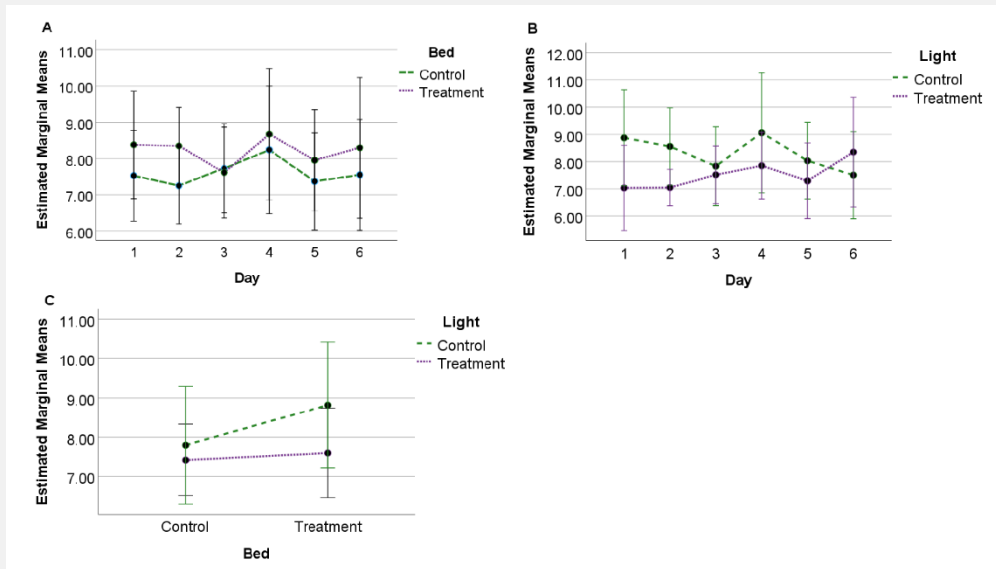 A
11.00
10.00
9.00
8.00
7.00
6.00
Estimated Marginal Means
1 2 3 4 5 6
Day
Bed
Control
Treatment
B
12.00
11.00
10.00
9.00
8.00
7.00
6.00
Estimated Marginal Means
1 2 3 4 5 6
Day
Light
Control
Treatment
C
11.00
10.00
9.00
8.00
7.00
Estimated Marginal Means
Control Treatment
Bed
Light
Control
Treatment